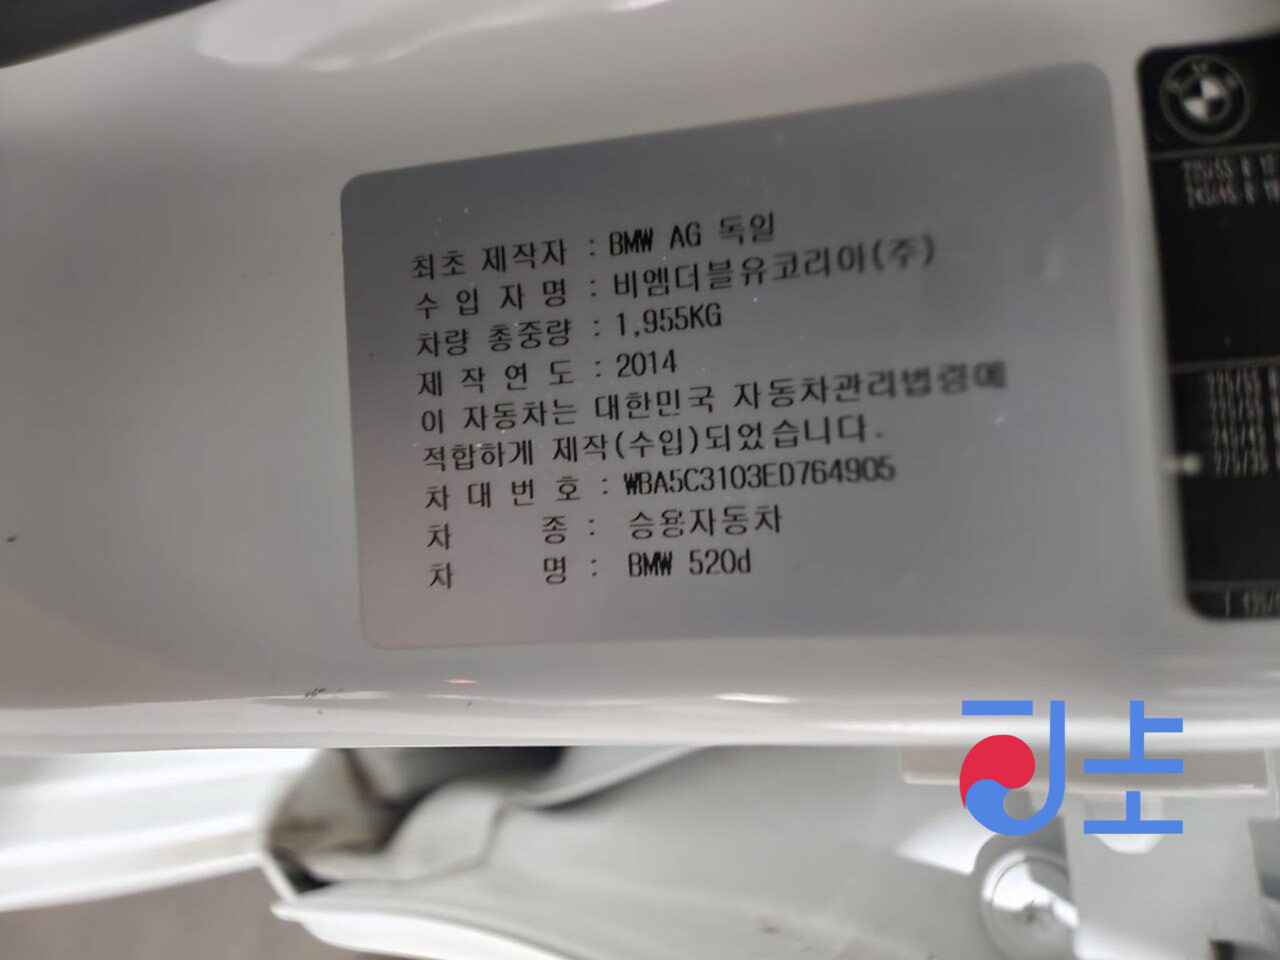 최초 제작자 : BMW AG 독일
수 입 자 명 : 비엠더블유코리아(주)
차량 총중량 : 1,955KG
제 작 연 도 : 2014
이 자동차는 대한민국 자동차관리법령에
적합하게 제작(수입)되었습니다.
차 대 번 호 : WBA5C3103ED764905
차 종 : 승용자동차
차 명 : BMW 520d